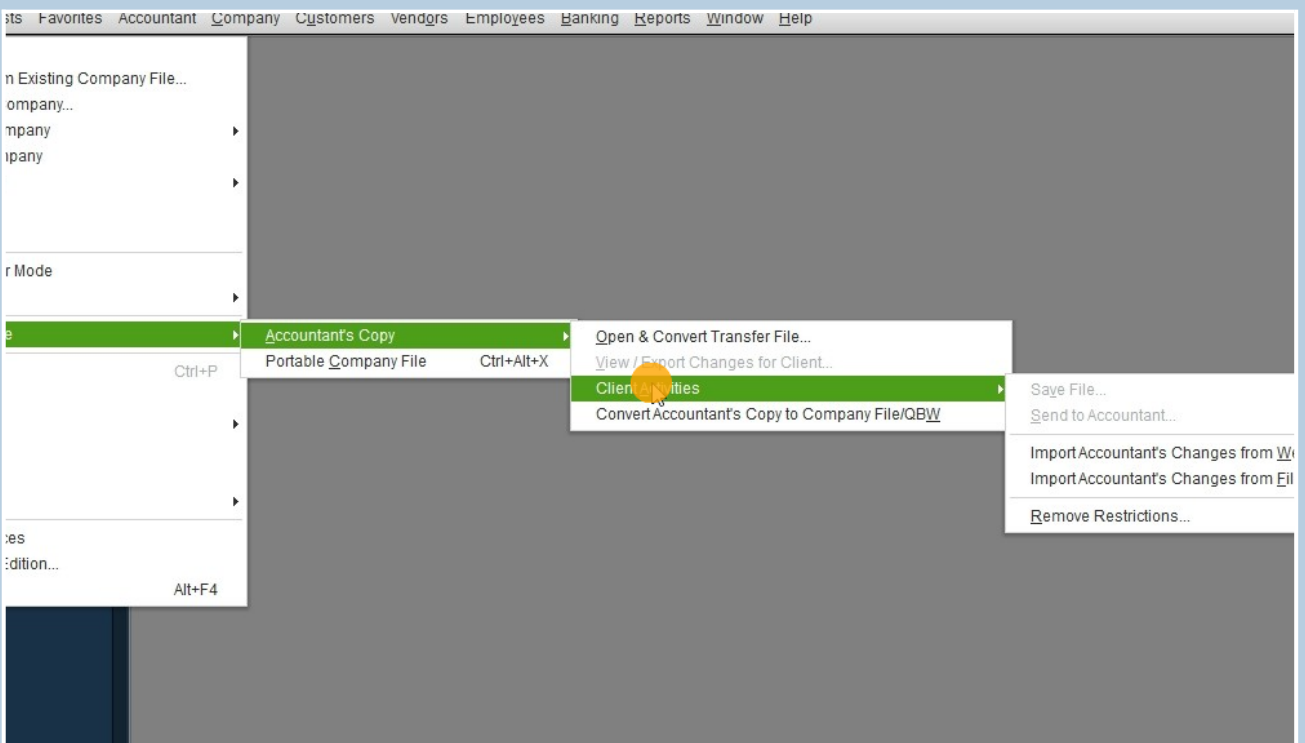 sts Favorites Accountant Company Customers Vendors Employees Banking Reports Window Help
n Existing Company File...
ompany...
mpany
npany
r Mode
e
Ctrl+P
ces
Edition...
Alt+F4
Accountant's Copy
Portable Company File Ctrl+Alt+X
Open & Convert Transfer File...
View / Export Changes for Client...
Client Activities
Convert Accountant's Copy to Company File/QBW
Save File...
Send to Accountant...
Import Accountant's Changes from We
Import Accountant's Changes from Fil
Remove Restrictions...